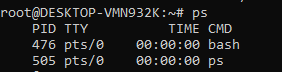 root@DESKTOP-VMN932K:~# ps
PID TTY TIME CMD
476 pts/0 00:00:00 bash
505 pts/0 00:00:00 ps